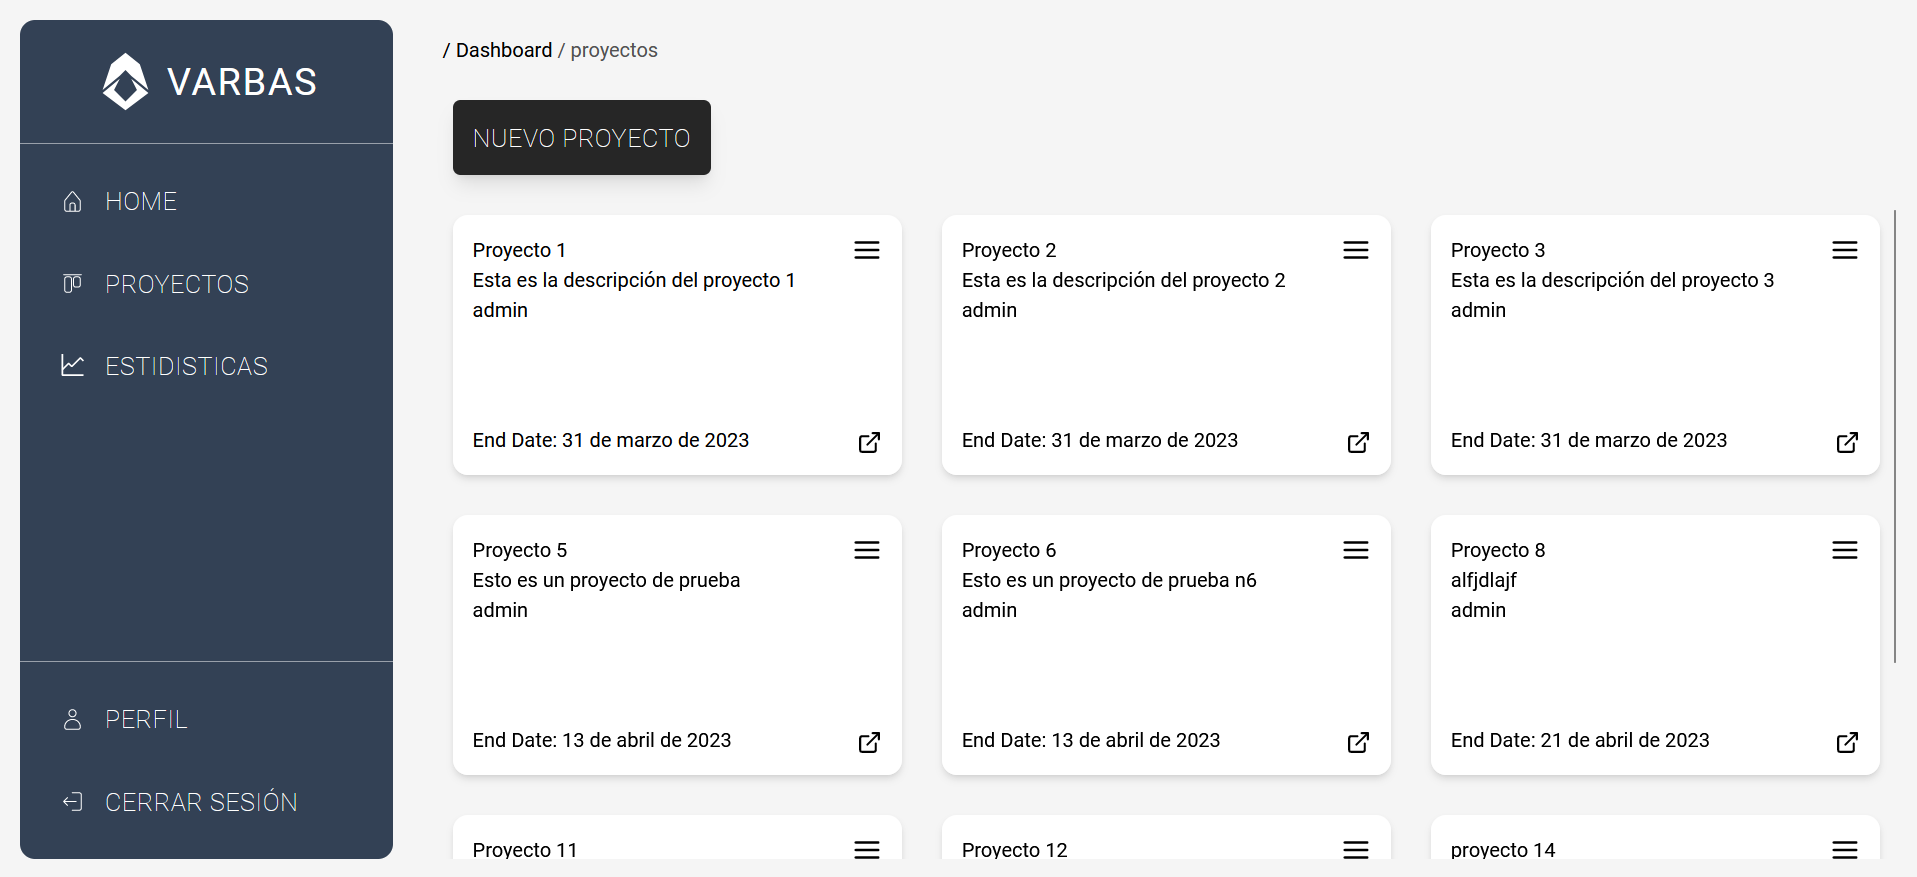 VARBAS
HOME
PROYECTOS
ESTIDISTICAS
PERFIL
CERRAR SESIÓN
/ Dashboard / proyectos
NUEVO PROYECTO
Proyecto 1
Esta es la descripción del proyecto 1
admin
End Date: 31 de marzo de 2023
Proyecto 2
Esta es la descripción del proyecto 2
admin
End Date: 31 de marzo de 2023
Proyecto 3
Esta es la descripción del proyecto 3
admin
End Date: 31 de marzo de 2023
Proyecto 5
Esto es un proyecto de prueba
admin
End Date: 13 de abril de 2023
Proyecto 6
Esto es un proyecto de prueba n6
admin
End Date: 13 de abril de 2023
Proyecto 8
alfjdlajf
admin
End Date: 21 de abril de 2023
Proyecto 11
Proyecto 12
proyecto 14